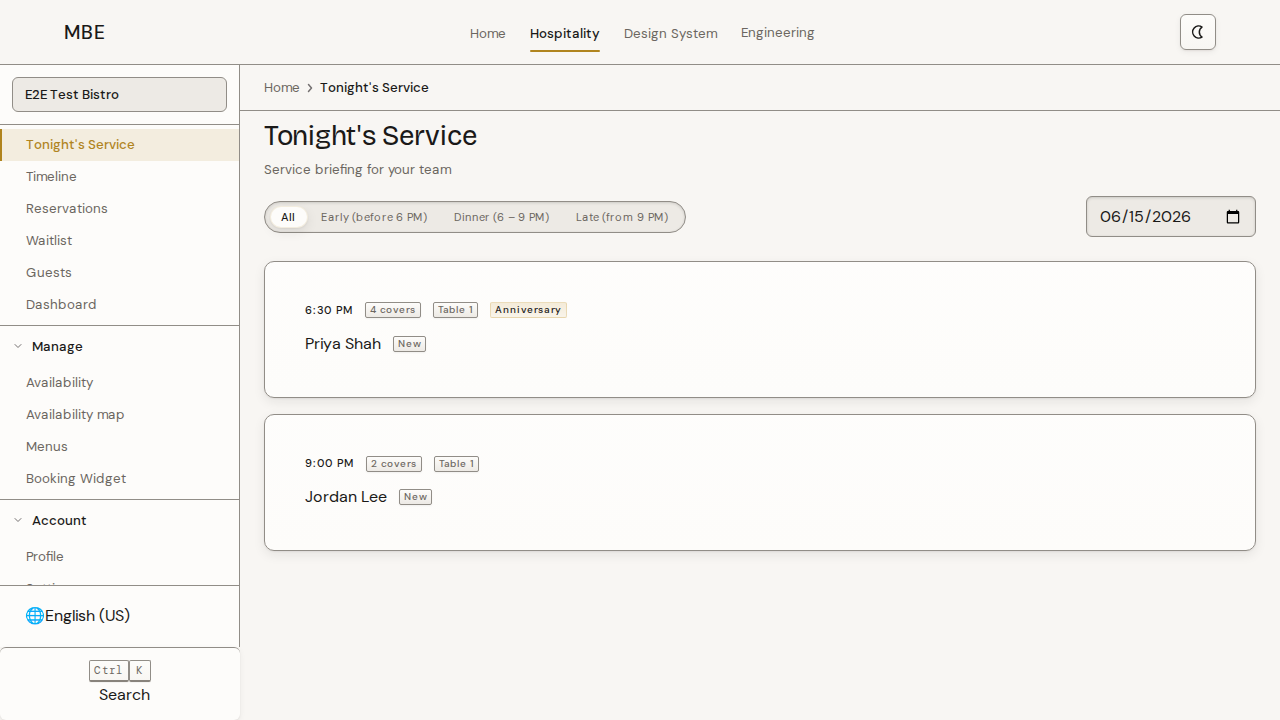 MBE
Home Hospitality Design System Engineering
E2E Test Bistro
Tonight's Service
Timeline
Reservations
Waitlist
Guests
Dashboard
Manage
Availability
Availability map
Menus
Booking Widget
Account
Profile
English (US)
Ctrl K
Search
Home > Tonight's Service
Tonight's Service
Service briefing for your team
All Early (before 6 PM) Dinner (6 – 9 PM) Late (from 9 PM)
06/15/2026
6:30 PM 4 covers Table 1 Anniversary
Priya Shah New
9:00 PM 2 covers Table 1
Jordan Lee New